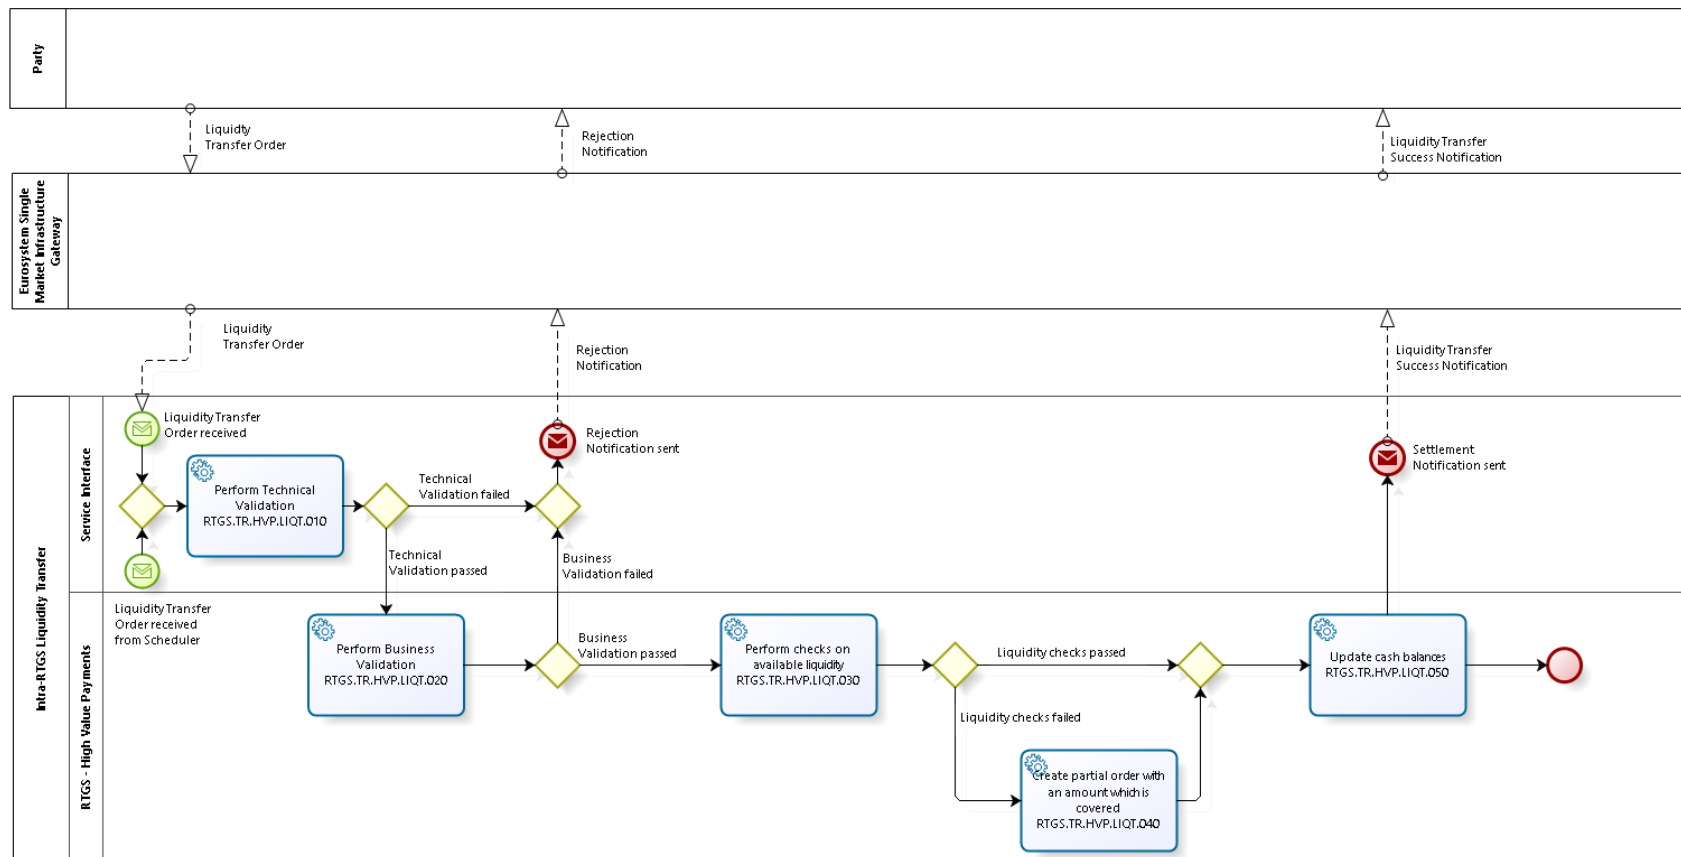 Party
Liquidty
Transfer Order
Rejection
Notification
Liquidity Transfer
Success Notification
Eurosystem Single
Market Infrastructure
Gateway
Liquidity
Transfer Order
Rejection
Notification
Liquidity Transfer
Success Notification
Intra-RTGS Liquidity Transfer
Service Interface
Liquidity Transfer
Order received
Rejection
Notification sent
Settlement
Notification sent
Perform Technical
Validation
RTGS.TR.HVP.LIQT.010
Technical
Validation failed
Technical
Validation passed
Business
Validation failed
Liquidity Transfer
Order received
from Scheduler
RTGS - High Value Payments
Perform Business
Validation
RTGS.TR.HVP.LIQT.020
Business
Validation passed
Perform checks on
available liquidity
RTGS.TR.HVP.LIQT.030
Liquidity checks passed
Liquidity checks failed
Create partial order with
an amount which is
covered
RTGS.TR.HVP.LIQT.040
Update cash balances
RTGS.TR.HVP.LIQT.050